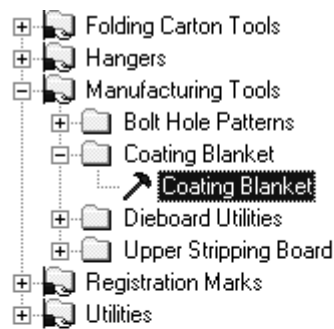 Folding Carton Tools
Hangers
Manufacturing Tools
Bolt Hole Patterns
Coating Blanket
Coating Blanket
Dieboard Utilities
Upper Stripping Board
Registration Marks
Utilities